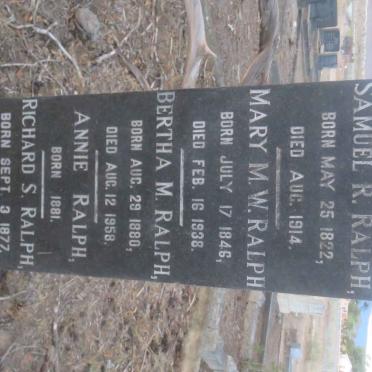 SAMUEL R. RALPH,
BORN MAY 25 1822,
DIED AUG. 1914.
MARY M. W. RALPH
BORN JULY 17 1846,
DIED FEB. 16 1938.
BERTHA M. RALPH,
BORN AUG. 29 1880,
DIED AUG. 12 1958.
ANNIE RALPH,
BORN 1881.
RICHARD S. RALPH,
BORN SEPT. 3 1877.